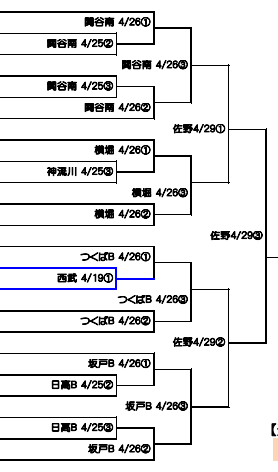 関谷南 4/26①
関谷南 4/25②
関谷南 4/26③
関谷南 4/25③
関谷南 4/26②
佐野4/29①
横堀 4/26①
神流川 4/25③
横堀 4/26③
横堀 4/26②
佐野4/29③
つくばB 4/26①
西武 4/19①
つくばB 4/26③
つくばB 4/26②
佐野4/29②
坂戸B 4/26①
日高B 4/25②
坂戸B 4/26③
日高B 4/25③
坂戸B 4/26②